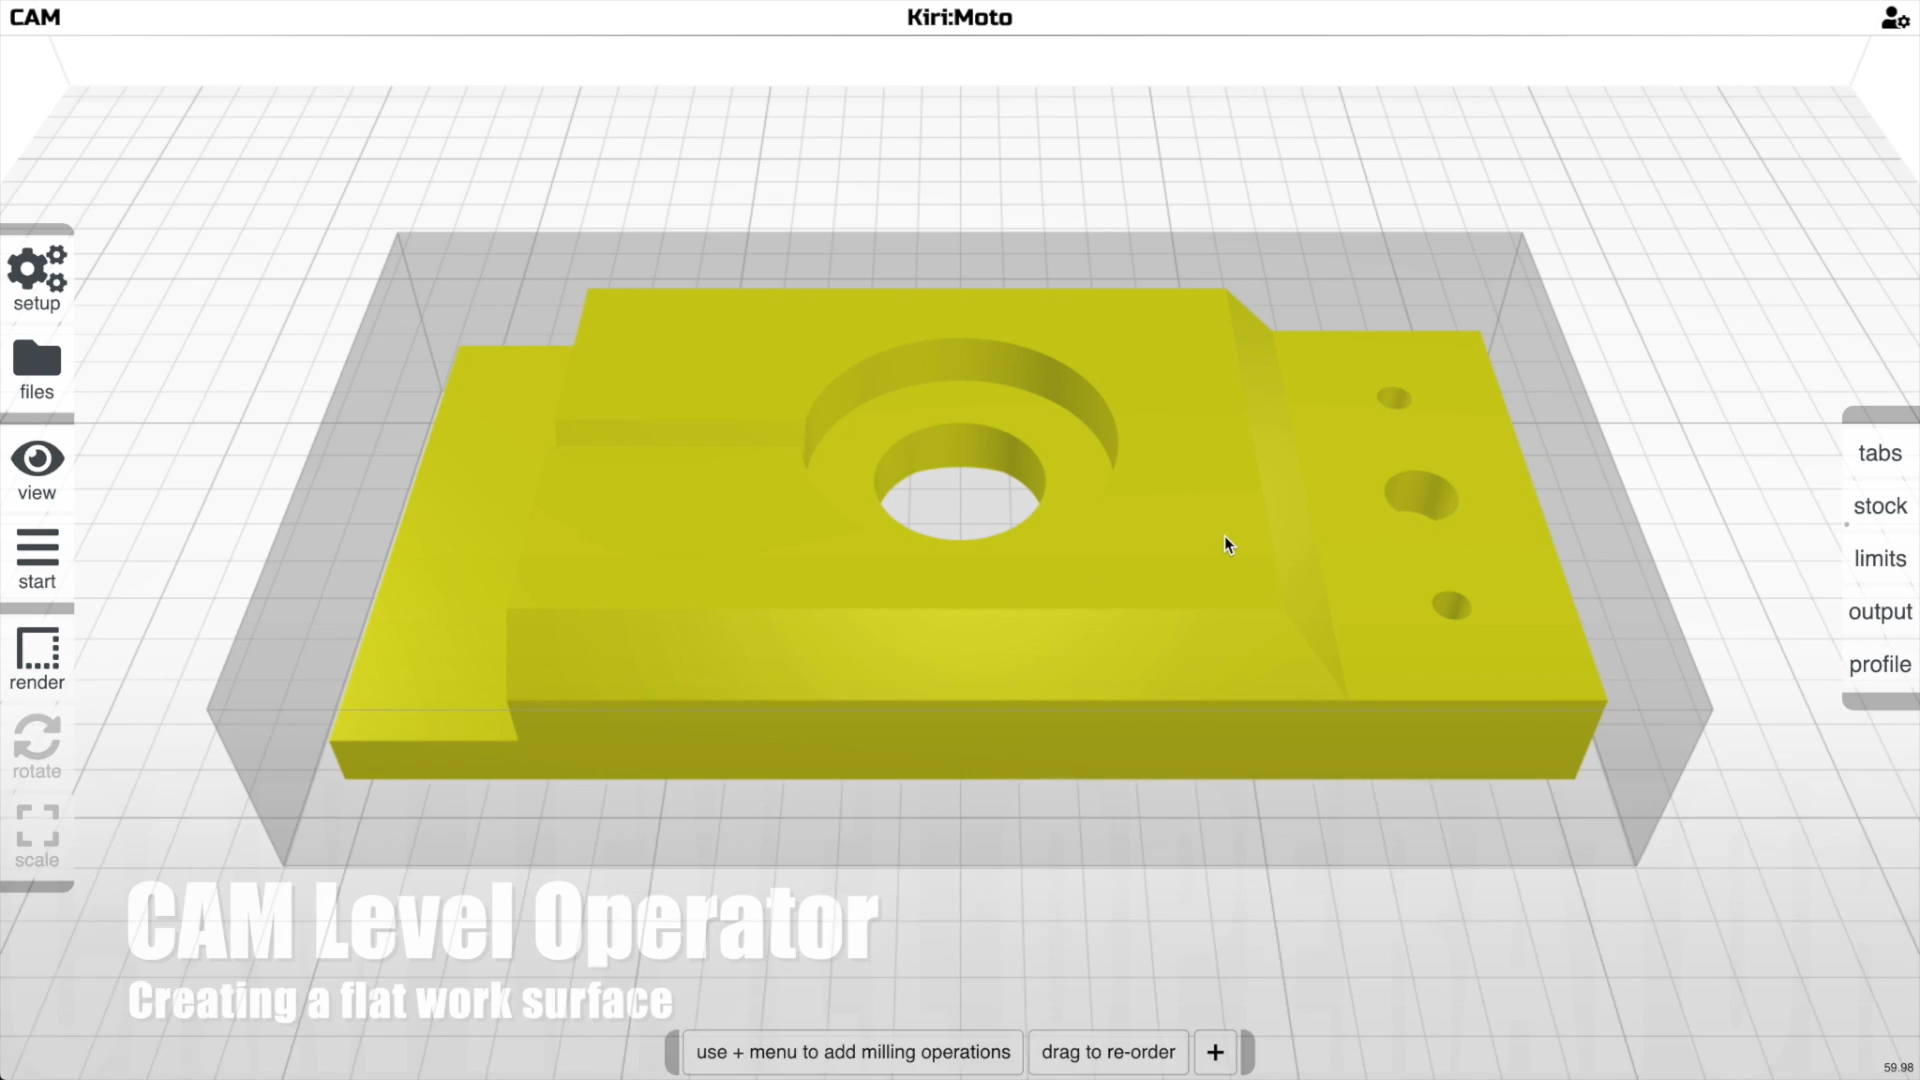 CAM
Kiri:Moto
setup
files
view
start
render
rotate
scale
tabs
stock
limits
output
profile
CAM Level Operator
Creating a flat work surface
use + menu to add milling operations
drag to re-order
+
59.98